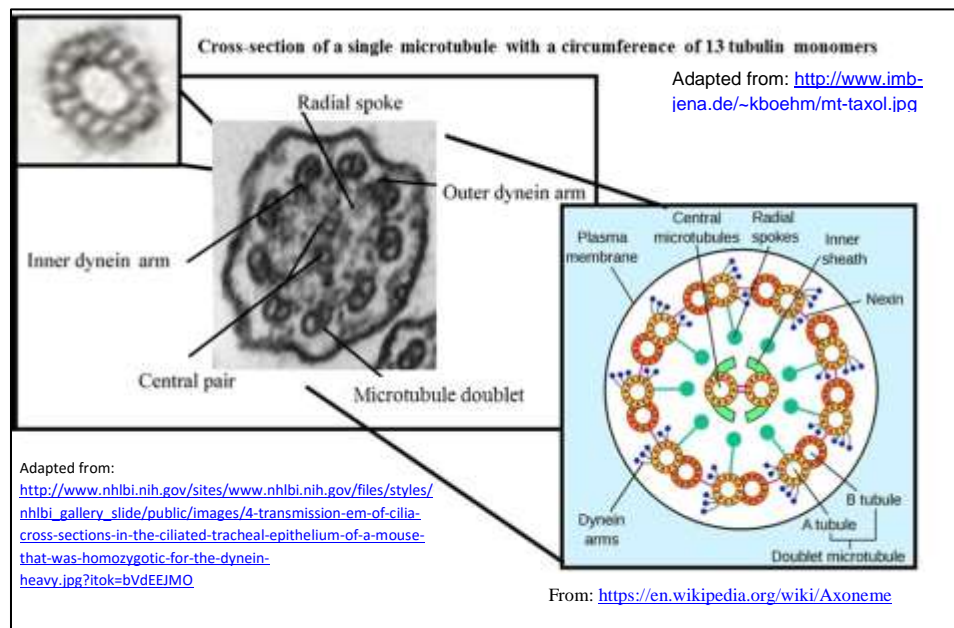 Cross-section of a single microtubule with a circumference of 13 tubulin monomers
Adapted from: http://www.imb-
jena.de/~kboehm/mt-taxol.jpg
Radial spoke
Outer dynein arm
Inner dynein arm
Central pair
Microtubule doublet
Central
microtubules
Radial
spokes
Plasma
membrane
Inner
sheath
Nexin
B tubule
A tubule
Dynein
arms
Doublet microtubule
Adapted from:
http://www.nhlbi.nih.gov/sites/www.nhlbi.nih.gov/files/styles/
nhlbi_gallery_slide/public/images/4-transmission-em-of-cilia-
cross-sections-in-the-ciliated-tracheal-epithelium-of-a-mouse-
that-was-homozygotic-for-the-dynein-
heavy.jpg?itok=bVdEEJMO
From: https://en.wikipedia.org/wiki/Axoneme